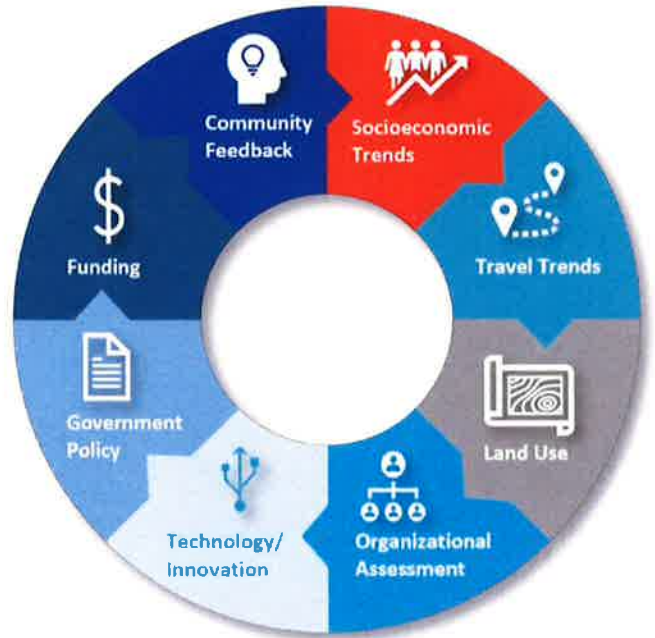 Community
Feedback
Socioeconomic
Trends
Travel Trends
Land Use
Organizational
Assessment
Technology/
Innovation
Government
Policy
Funding